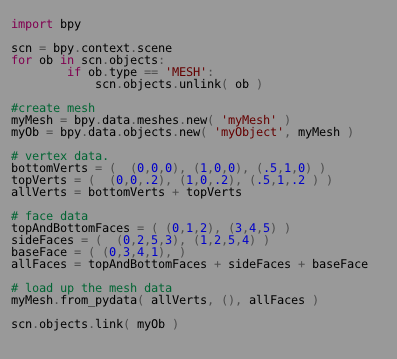 import bpy

scn = bpy.context.scene
for ob in scn.objects:
        if ob.type == 'MESH':
            scn.objects.unlink( ob )

#create mesh
myMesh = bpy.data.meshes.new( 'myMesh' )
myOb = bpy.data.objects.new( 'myObject', myMesh )

# vertex data.
bottomVerts = (  (0,0,0), (1,0,0), (.5,1,0) )
topVerts = (  (0,0,.2), (1,0,.2), (.5,1,.2 ) )
allVerts = bottomVerts + topVerts

# face data
topAndBottomFaces = ( (0,1,2), (3,4,5) )
sideFaces = (  (0,2,5,3), (1,2,5,4) )
baseFace = ( (0,3,4,1), )
allFaces = topAndBottomFaces + sideFaces + baseFace

# load up the mesh data
myMesh.from_pydata( allVerts, (), allFaces )

scn.objects.link( myOb )